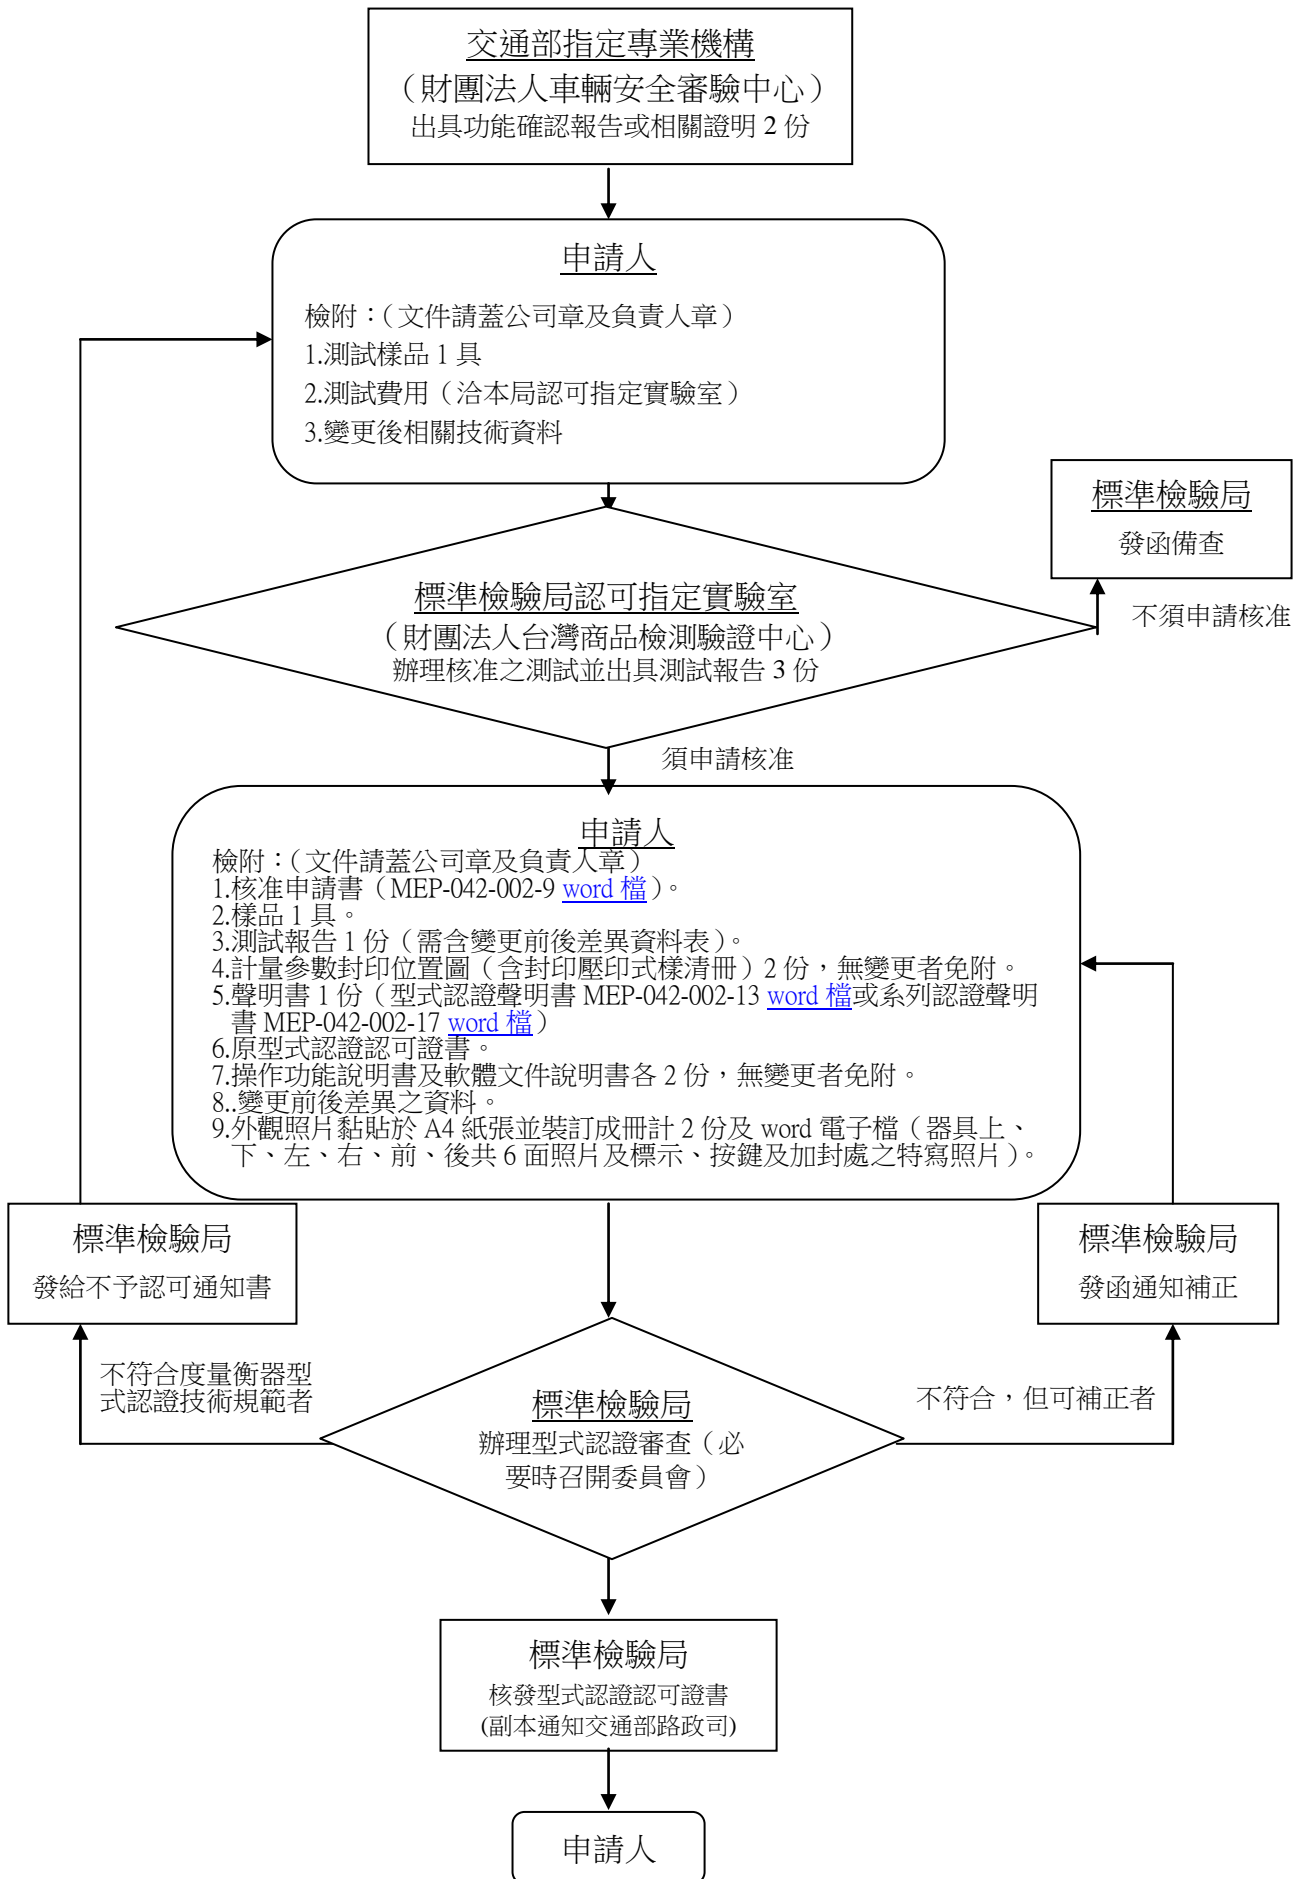 交通部指定專業機構
（財團法人車輛安全審驗中心）
出具功能確認報告或相關證明 2 份
申請人
檢附：（文件請蓋公司章及負責人章）
1.測試樣品 1 具
2.測試費用（洽本局認可指定實驗室）
3.變更後相關技術資料
標準檢驗局
發函備查
不須申請核准
標準檢驗局認可指定實驗室
（財團法人台灣商品檢測驗證中心）
辦理核准之測試並出具測試報告 3 份
須申請核准
申請人
檢附：（文件請蓋公司章及負責人章）
1.核准申請書（MEP-042-002-9 word 檔）。
2.樣品 1 具。
3.測試報告 1 份（需含變更前後差異資料表）。
4.計量參數封印位置圖（含封印壓印式樣清冊）2 份，無變更者免附。
5.聲明書 1 份（型式認證聲明書 MEP-042-002-13 word 檔或系列認證聲明
書 MEP-042-002-17 word 檔）
6.原型式認證認可證書。
7.操作功能說明書及軟體文件說明書各 2 份，無變更者免附。
8..變更前後差異之資料。
9.外觀照片黏貼於 A4 紙張並裝訂成冊計 2 份及 word 電子檔（器具上、
下、左、右、前、後共 6 面照片及標示、按鍵及加封處之特寫照片）。
標準檢驗局
發給不予認可通知書
標準檢驗局
發函通知補正
不符合度量衡器型
式認證技術規範者
不符合，但可補正者
標準檢驗局
辦理型式認證審查（必
要時召開委員會）
標準檢驗局
核發型式認證認可證書
(副本通知交通部路政司)
申請人